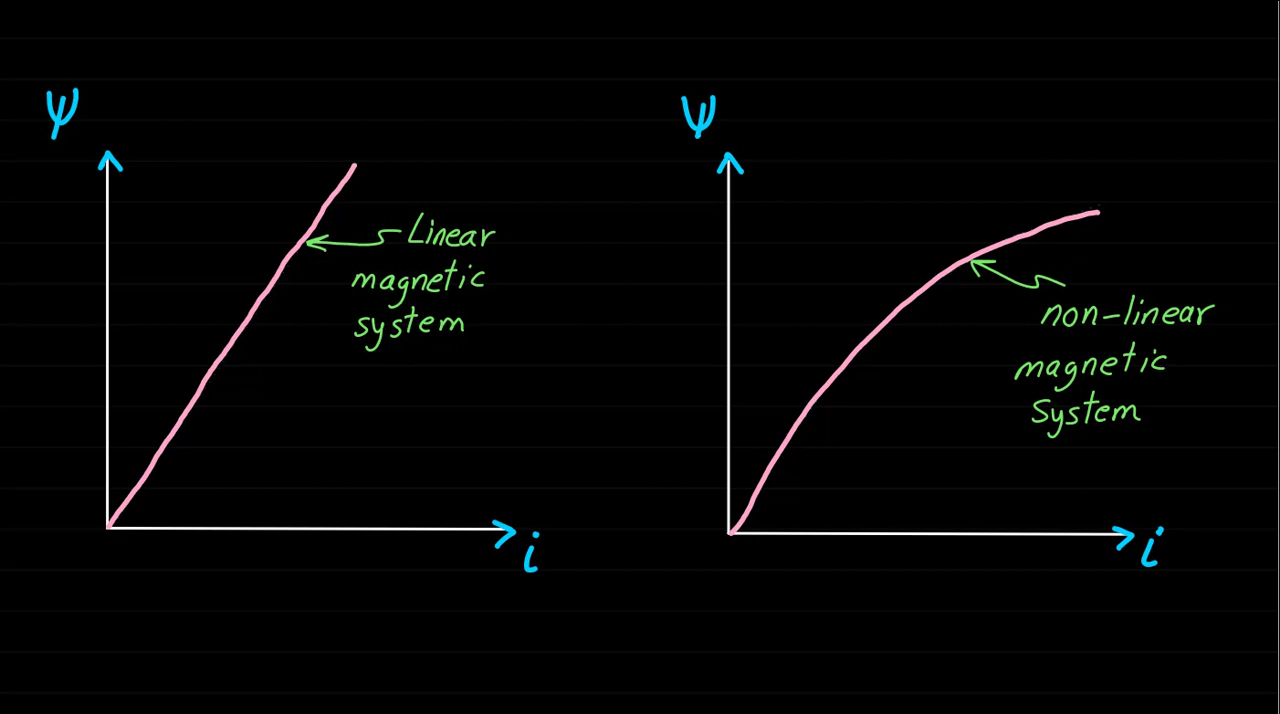 Ψ
Linear
magnetic
system
i
Ψ
non-linear
magnetic
System
i